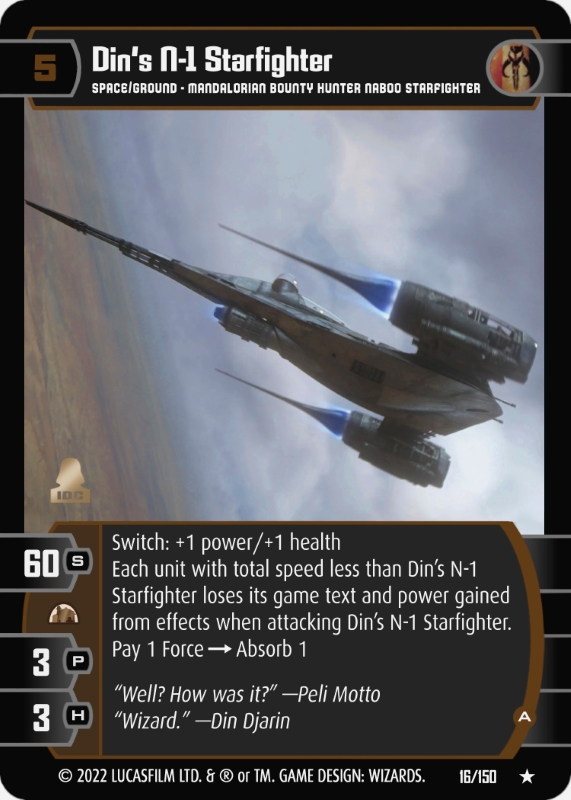 5
Din's N-1 Starfighter
SPACE/GROUND - MANDALORIAN BOUNTY HUNTER NABOO STARFIGHTER
IDC
60 S
3 P
3 H
Switch: +1 power/+1 health
Each unit with total speed less than Din's N-1
Starfighter loses its game text and power gained
from effects when attacking Din's N-1 Starfighter.
Pay 1 Force → Absorb 1
“Well? How was it?” —Peli Motto
“Wizard.” —Din Djarin
A
© 2022 LUCASFILM LTD. & ® or TM. GAME DESIGN: WIZARDS. 16/150 ★